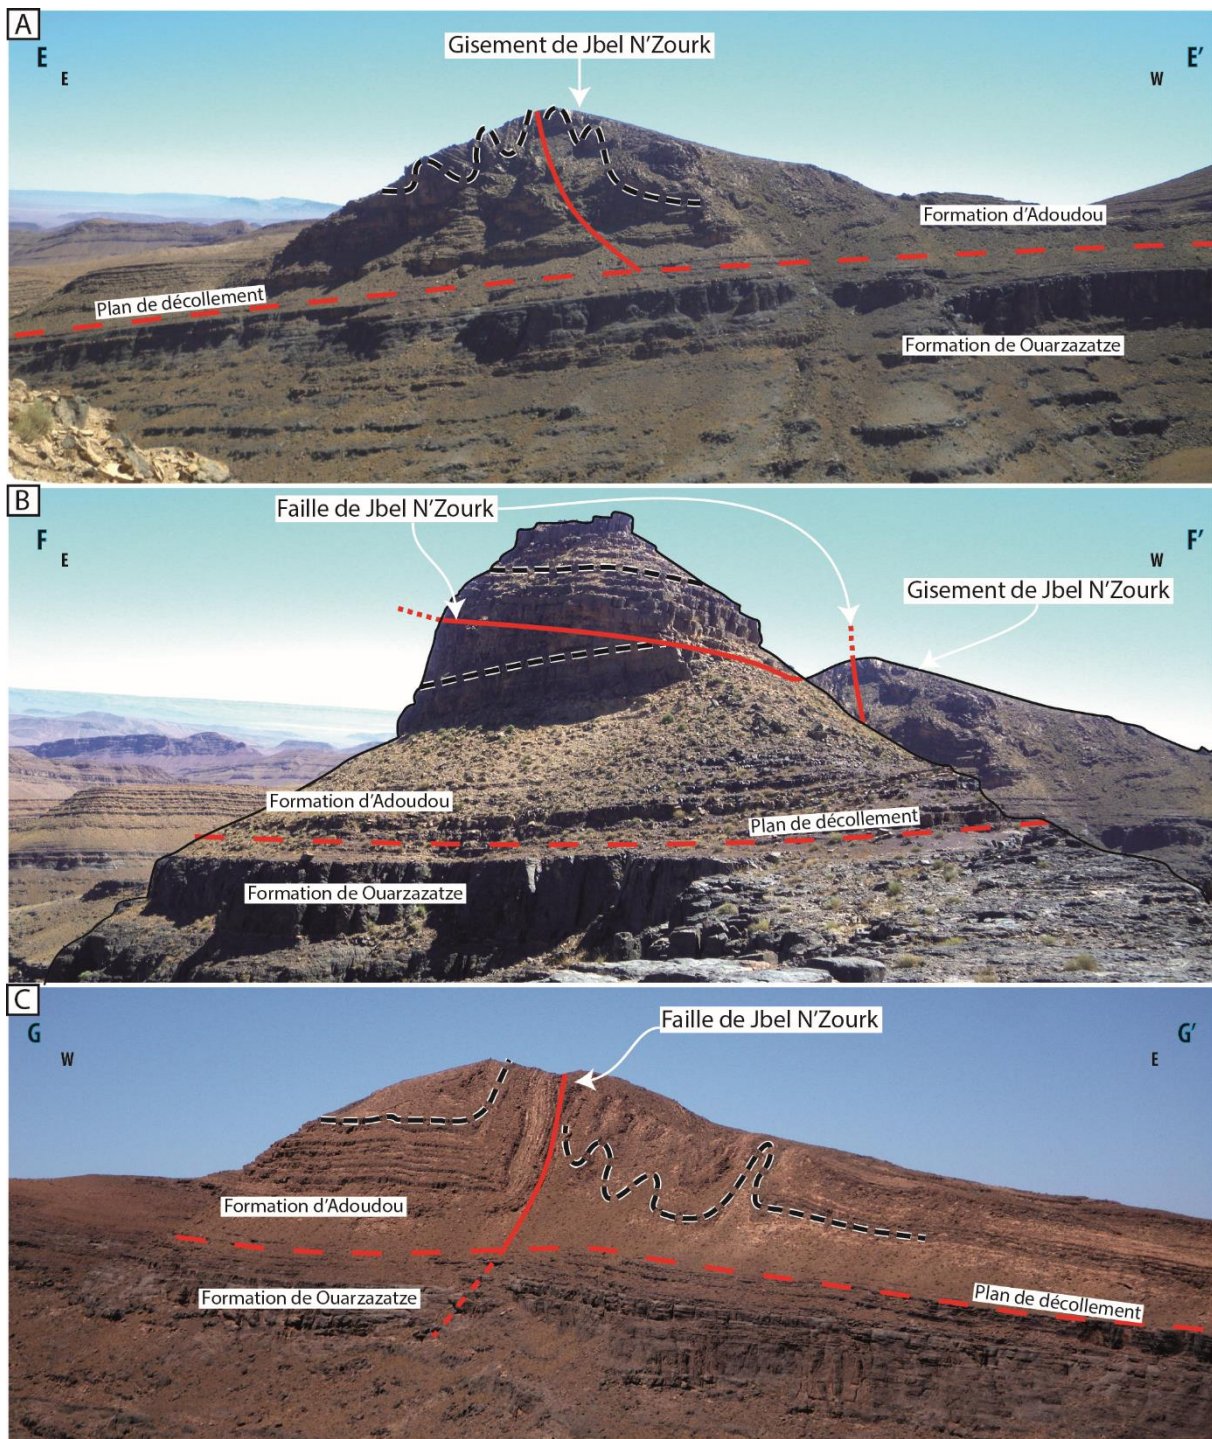 A
Gisement de Jbel N'Zourk
E
E'
E
W
Formation d'Adoudou
Plan de décollement
Formation de Ouarzazatze
B
Faille de Jbel N'Zourk
F
F'
E
W
Gisement de Jbel N'Zourk
Formation d'Adoudou
Plan de décollement
Formation de Ouarzazatze
C
Faille de Jbel N'Zourk
G
G'
W
E
Formation d'Adoudou
Formation de Ouarzazatze
Plan de décollement